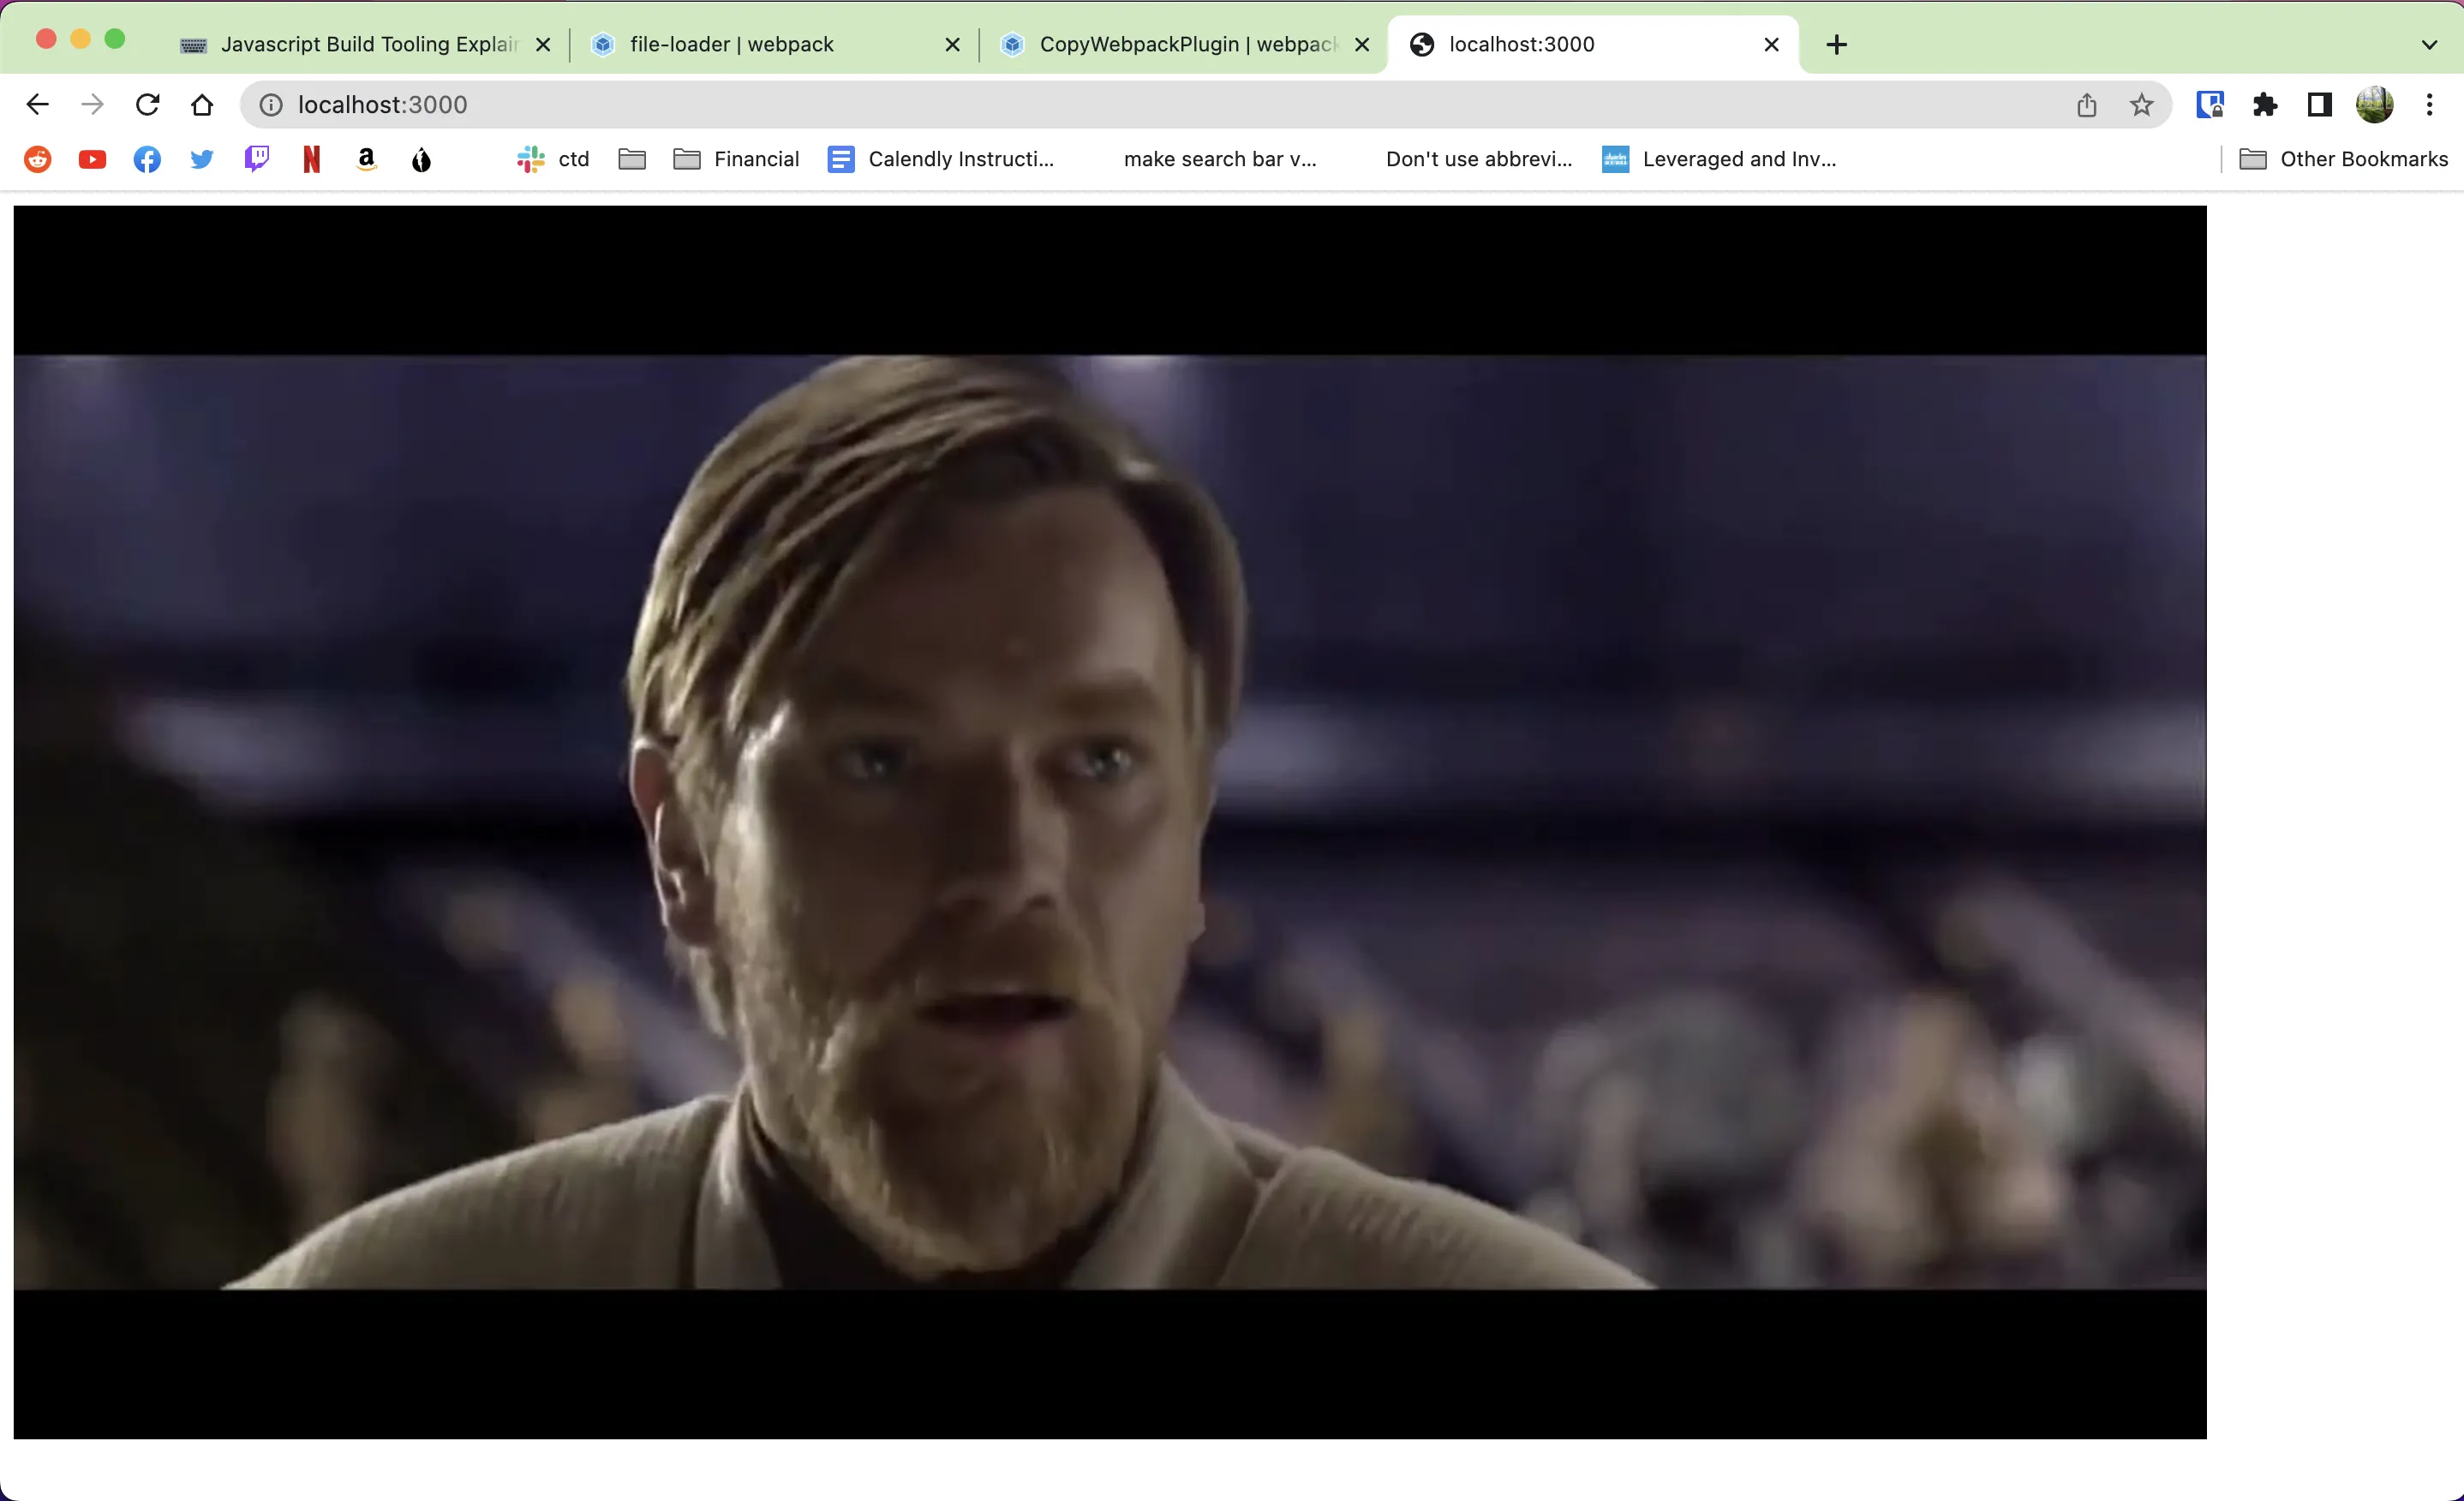 Javascript Build Tooling Explain
file-loader | webpack
CopyWebpackPlugin | webpack
localhost:3000
localhost:3000
ctd
Financial
Calendly Instructi...
make search bar v...
Don't use abbrevi...
Leveraged and Inv...
Other Bookmarks